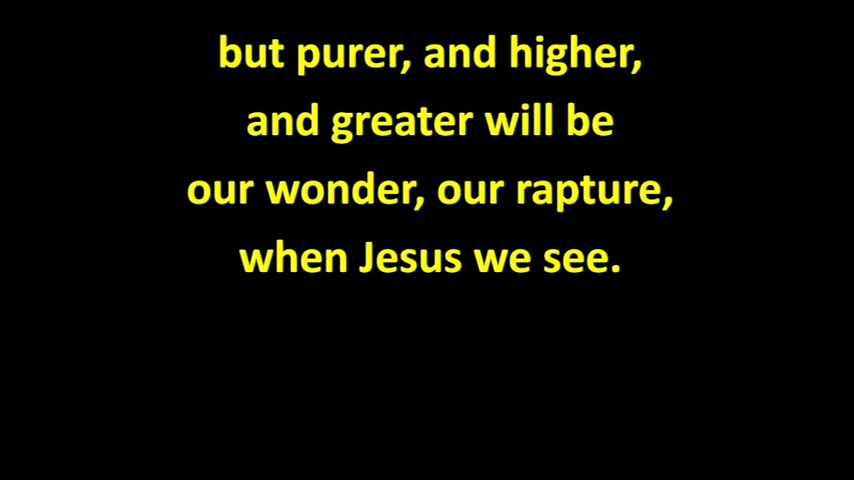 but purer, and higher,
and greater will be
our wonder, our rapture,
when Jesus we see.